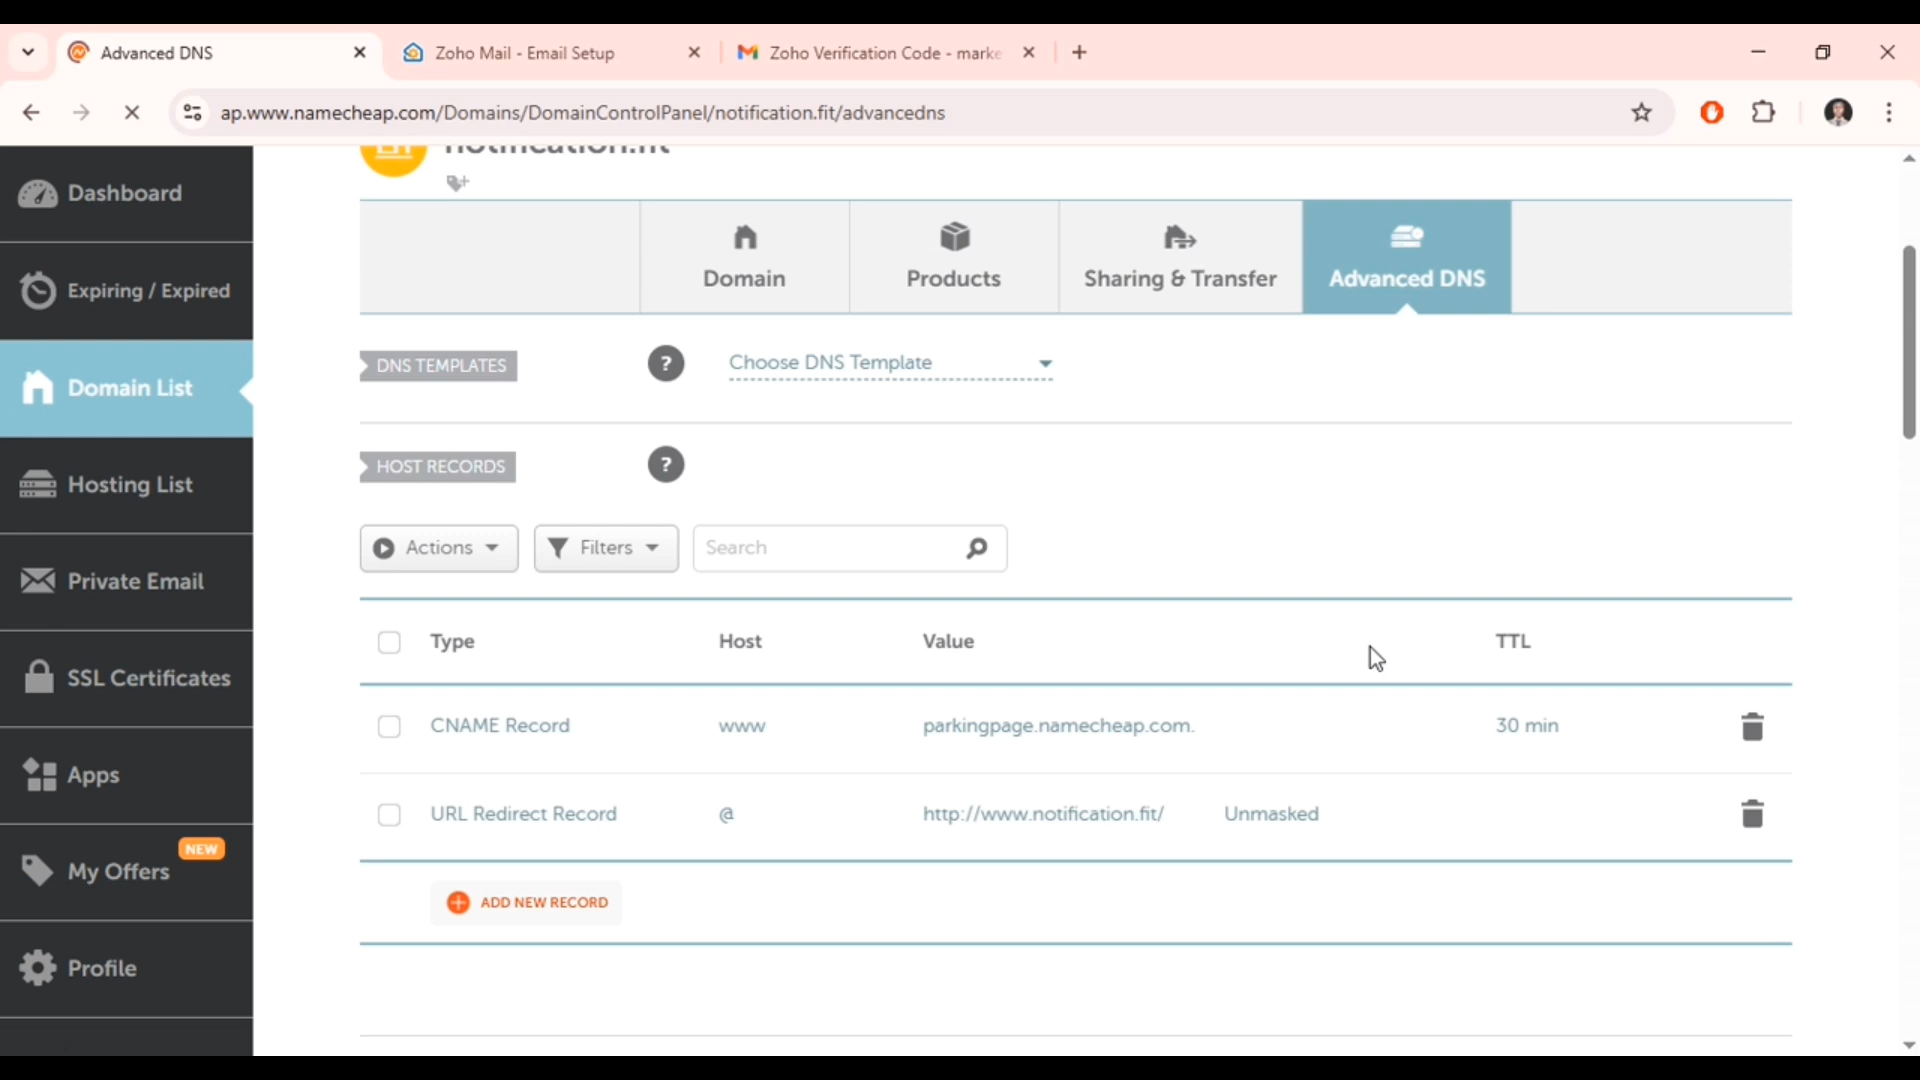 Advanced DNS
Zoho Mail - Email Setup
Zoho Verification Code - marke
ap.www.namecheap.com/Domains/DomainControlPanel/notification.fit/advancedns
notification.fit
Dashboard
Expiring / Expired
Domain List
Hosting List
Private Email
SSL Certificates
Apps
NEW
My Offers
Profile
Domain
Products
Sharing & Transfer
Advanced DNS
DNS TEMPLATES
?
Choose DNS Template
HOST RECORDS
?
Actions
Filters
Search
Type Host Value TTL
CNAME Record www parkingpage.namecheap.com. 30 min
URL Redirect Record @ http://www.notification.fit/ Unmasked
ADD NEW RECORD